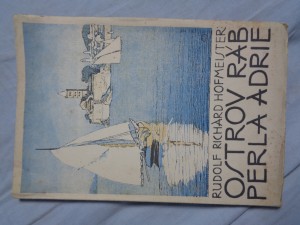 RUDOLF RICHARD HOFMEISTER:
OSTROV RAB
PERLA ADRIE